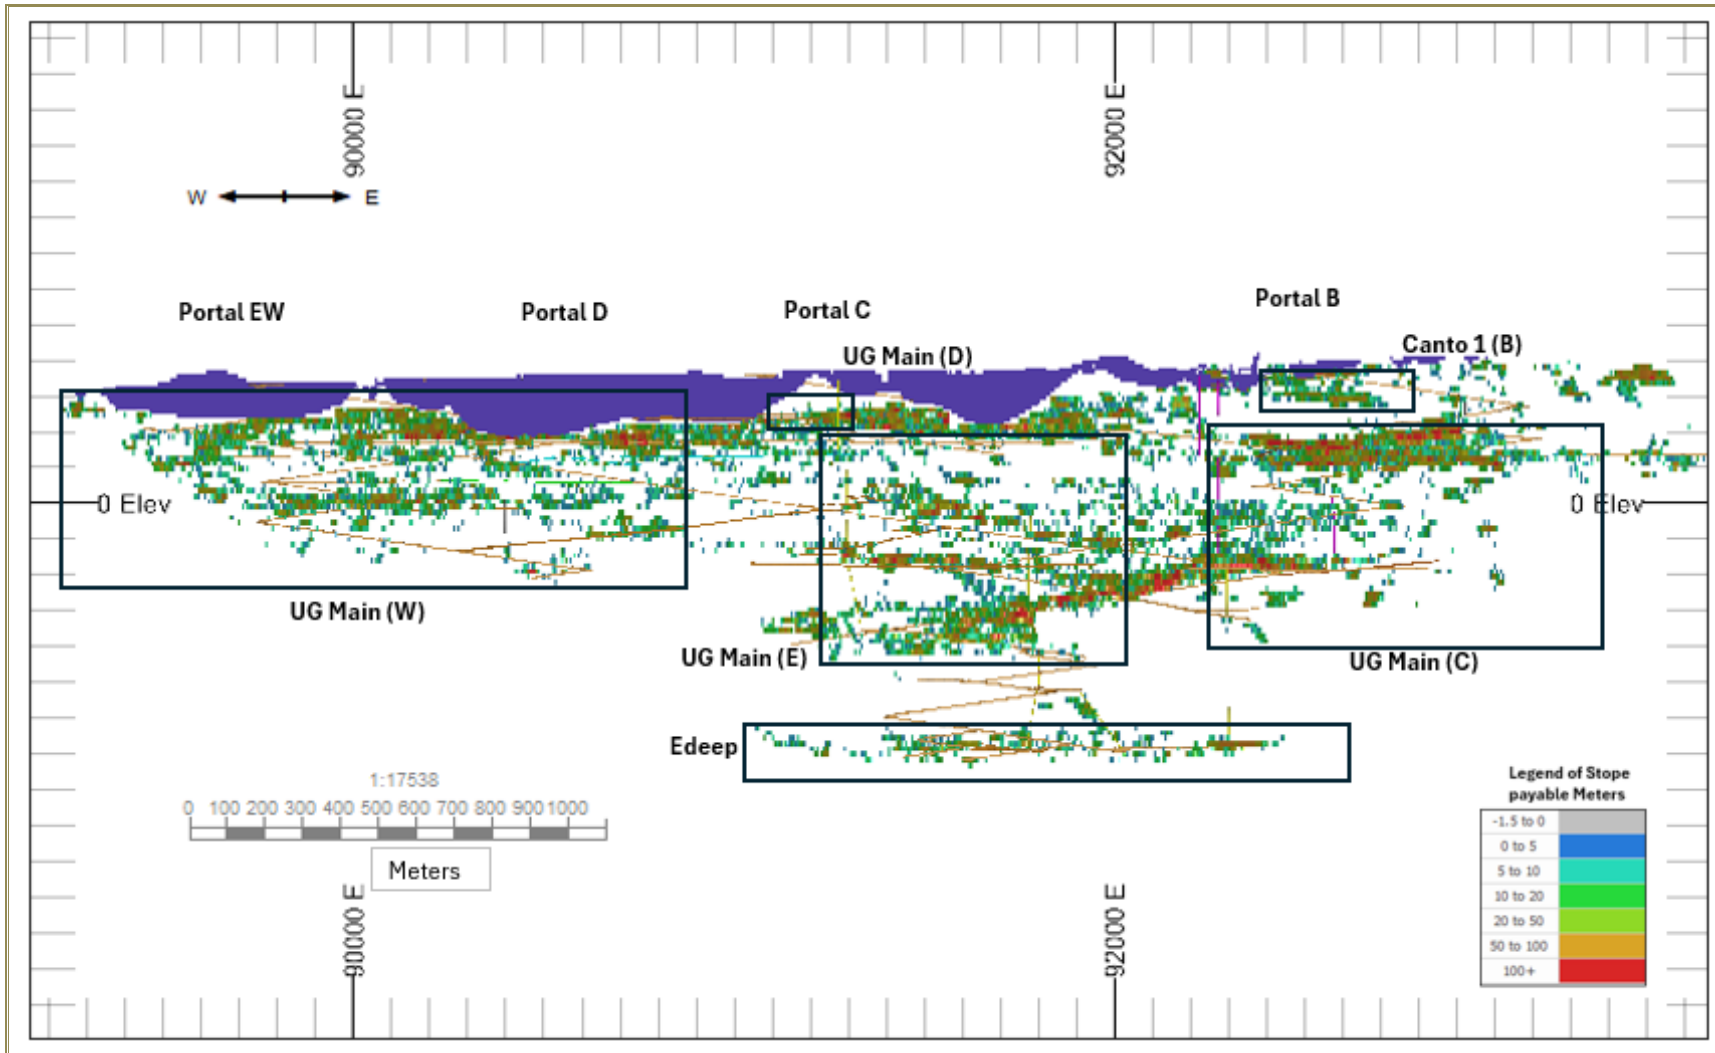 90000 E
92000 E
W
E
Portal EW
Portal D
Portal C
Portal B
UG Main (D)
Canto 1 (B)
0 Elev
0 Elev
UG Main (W)
UG Main (E)
UG Main (C)
Edeep
1:17538
0 100 200 300 400 500 600 700 800 900 1000
Meters
Legend of Stope
payable Meters
-1.5 to 0
0 to 5
5 to 10
10 to 20
20 to 50
50 to 100
100+
90000 E
92000 E